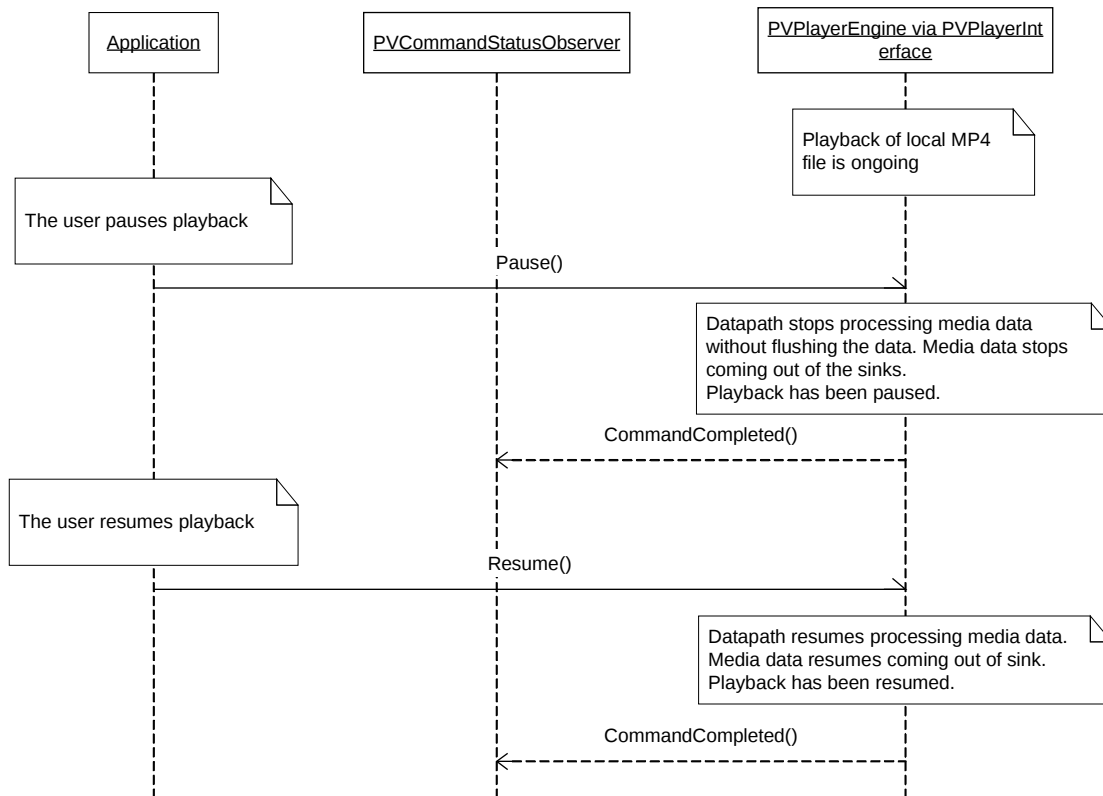 Application
PVCommandStatusObserver
PVPlayerEngine via PVPlayerInt
erface
Playback of local MP4
file is ongoing
The user pauses playback
Pause()
Datapath stops processing media data
without flushing the data. Media data stops
coming out of the sinks.
Playback has been paused.
CommandCompleted()
The user resumes playback
Resume()
Datapath resumes processing media data.
Media data resumes coming out of sink.
Playback has been resumed.
CommandCompleted()